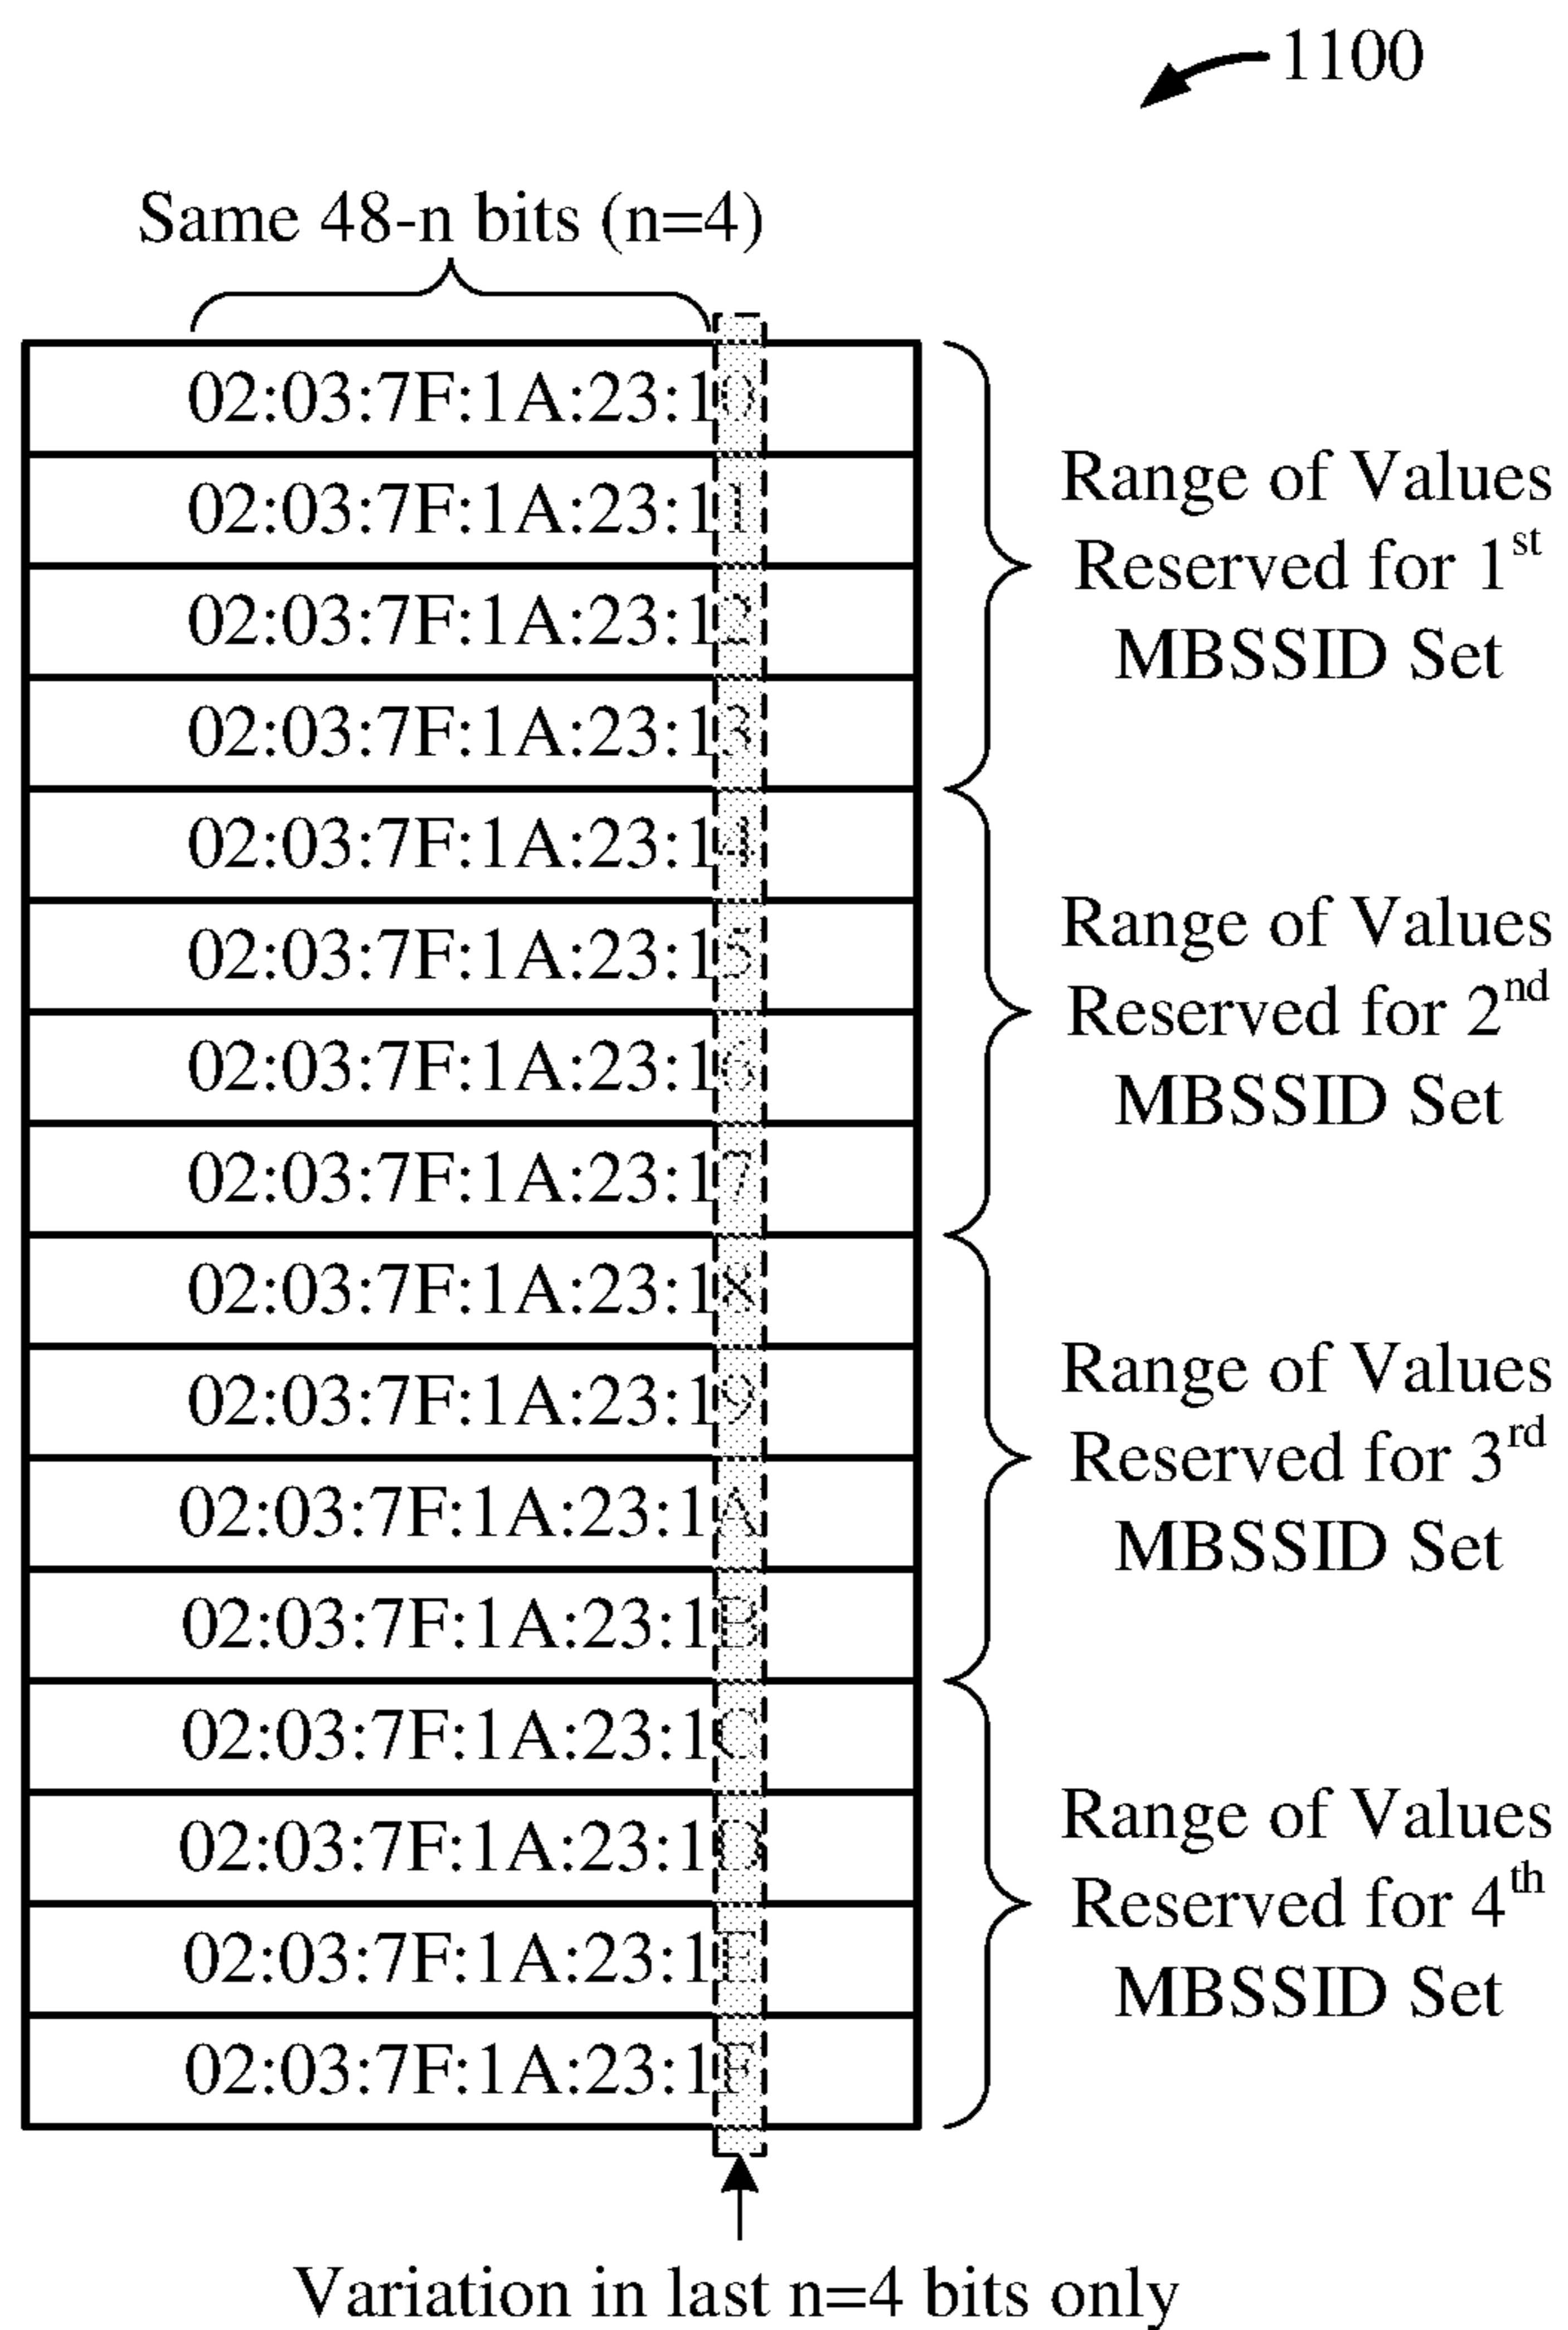 1100
Same 48-n bits (n=4)
02:03:7F:1A:23:10
02:03:7F:1A:23:11
02:03:7F:1A:23:12
02:03:7F:1A:23:13
Range of Values
Reserved for 1st
MBSSID Set
02:03:7F:1A:23:14
02:03:7F:1A:23:15
02:03:7F:1A:23:16
02:03:7F:1A:23:17
Range of Values
Reserved for 2nd
MBSSID Set
02:03:7F:1A:23:18
02:03:7F:1A:23:19
02:03:7F:1A:23:1A
02:03:7F:1A:23:1B
Range of Values
Reserved for 3rd
MBSSID Set
02:03:7F:1A:23:1C
02:03:7F:1A:23:1D
02:03:7F:1A:23:1E
02:03:7F:1A:23:1F
Range of Values
Reserved for 4th
MBSSID Set
Variation in last n=4 bits only